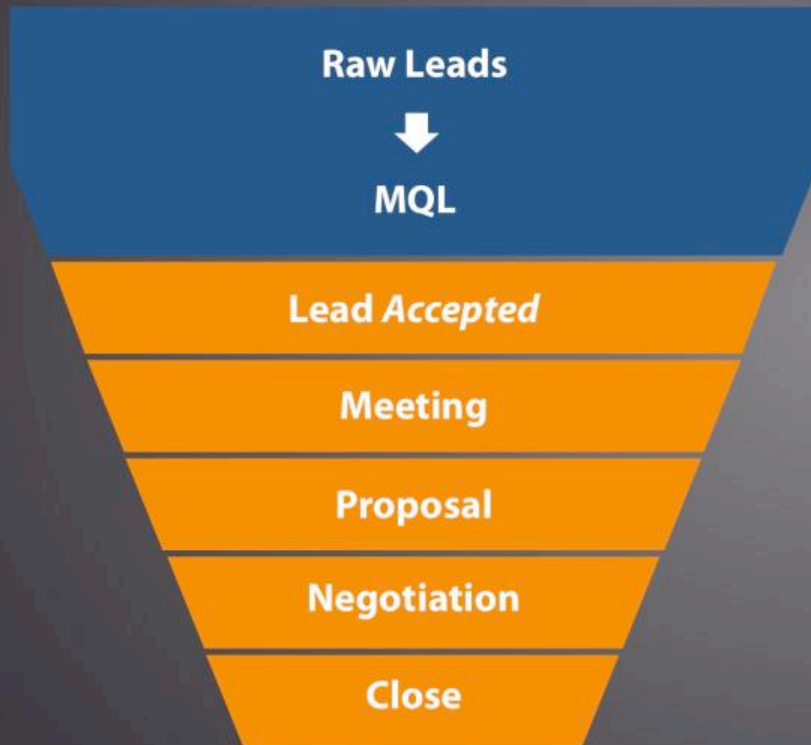 Raw Leads
MQL
Lead Accepted
Meeting
Proposal
Negotiation
Close